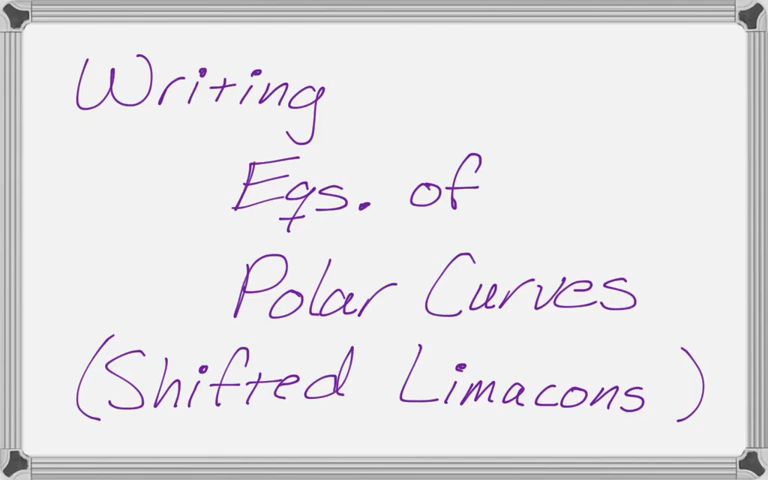 Writing
Eqs. of
Polar Curves
(Shifted Limacons)